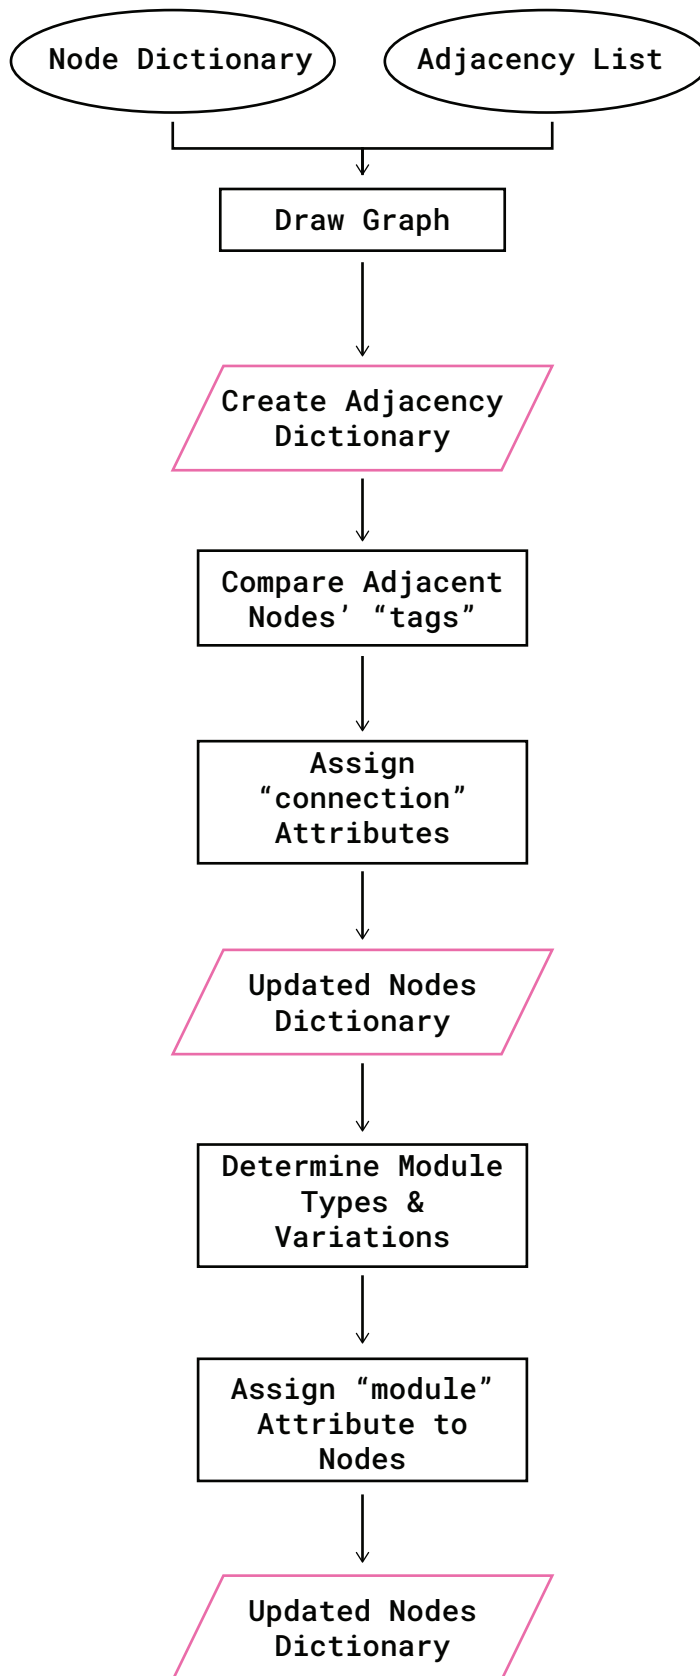 Node Dictionary
Adjacency List
Draw Graph
Create Adjacency
Dictionary
Compare Adjacent
Nodes’ “tags”
Assign
“connection”
Attributes
Updated Nodes
Dictionary
Determine Module
Types &
Variations
Assign “module”
Attribute to
Nodes
Updated Nodes
Dictionary